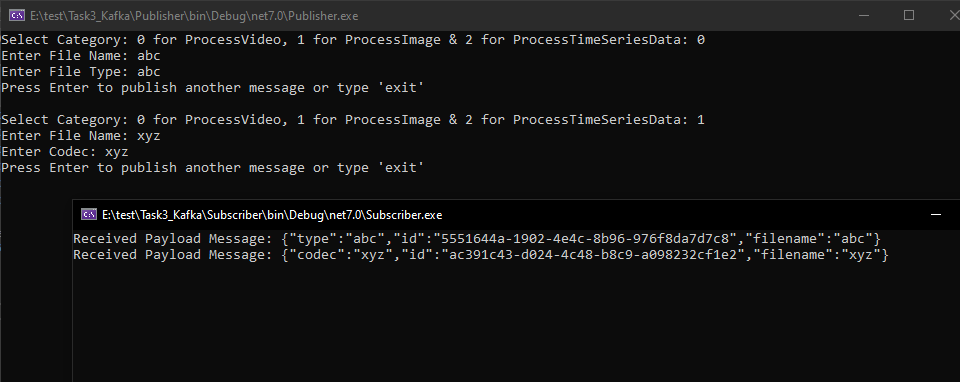 E:\test\Task3_Kafka\Publisher\bin\Debug\net7.0\Publisher.exe
Select Category: 0 for ProcessVideo, 1 for ProcessImage & 2 for ProcessTimeSeriesData: 0
Enter File Name: abc
Enter File Type: abc
Press Enter to publish another message or type 'exit'
Select Category: 0 for ProcessVideo, 1 for ProcessImage & 2 for ProcessTimeSeriesData: 1
Enter File Name: xyz
Enter Codec: xyz
Press Enter to publish another message or type 'exit'
E:\test\Task3_Kafka\Subscriber\bin\Debug\net7.0\Subscriber.exe
Received Payload Message: {"type":"abc","id":"5551644a-1902-4e4c-8b96-976f8da7d7c8","filename":"abc"}
Received Payload Message: {"codec":"xyz","id":"ac391c43-d024-4c48-b8c9-a098232cf1e2","filename":"xyz"}